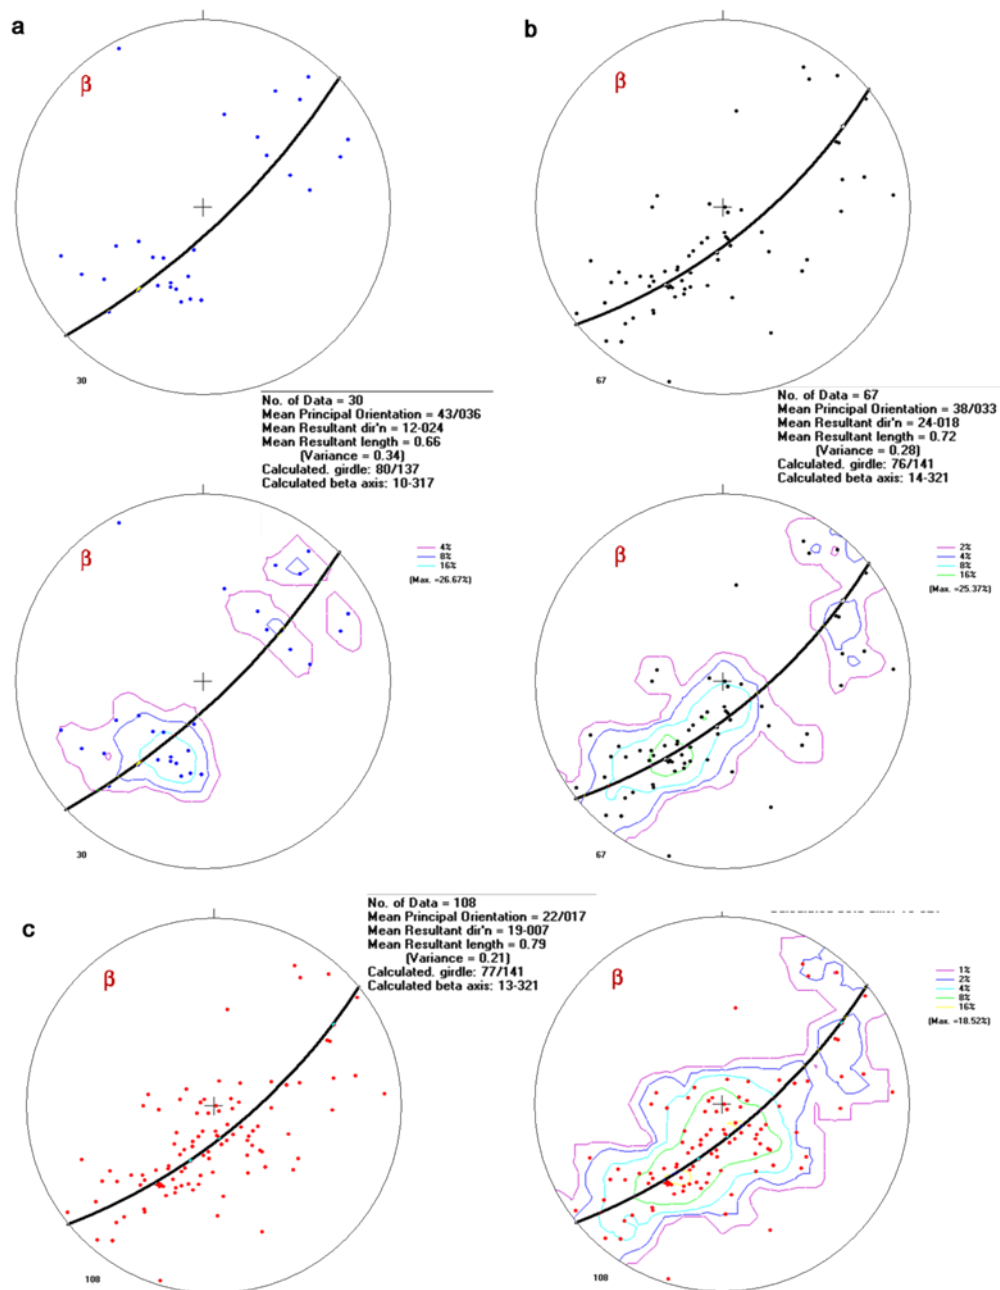 a
b
β
β
30
67
No. of Data = 30
Mean Principal Orientation = 43/036
Mean Resultant dir'n = 12-024
Mean Resultant length = 0.66
(Variance = 0.34)
Calculated. girdle: 80/137
Calculated beta axis: 10-317
No. of Data = 67
Mean Principal Orientation = 38/033
Mean Resultant dir'n = 24-018
Mean Resultant length = 0.72
(Variance = 0.28)
Calculated. girdle: 76/141
Calculated beta axis: 14-321
β
4%
8%
16%
(Max. =26.67%)
β
2%
4%
8%
16%
(Max. =25.37%)
30
67
c
No. of Data = 108
Mean Principal Orientation = 22/017
Mean Resultant dir'n = 19-007
Mean Resultant length = 0.79
(Variance = 0.21)
Calculated. girdle: 77/141
Calculated beta axis: 13-321
β
β
1%
2%
4%
8%
16%
(Max. =18.52%)
108
108